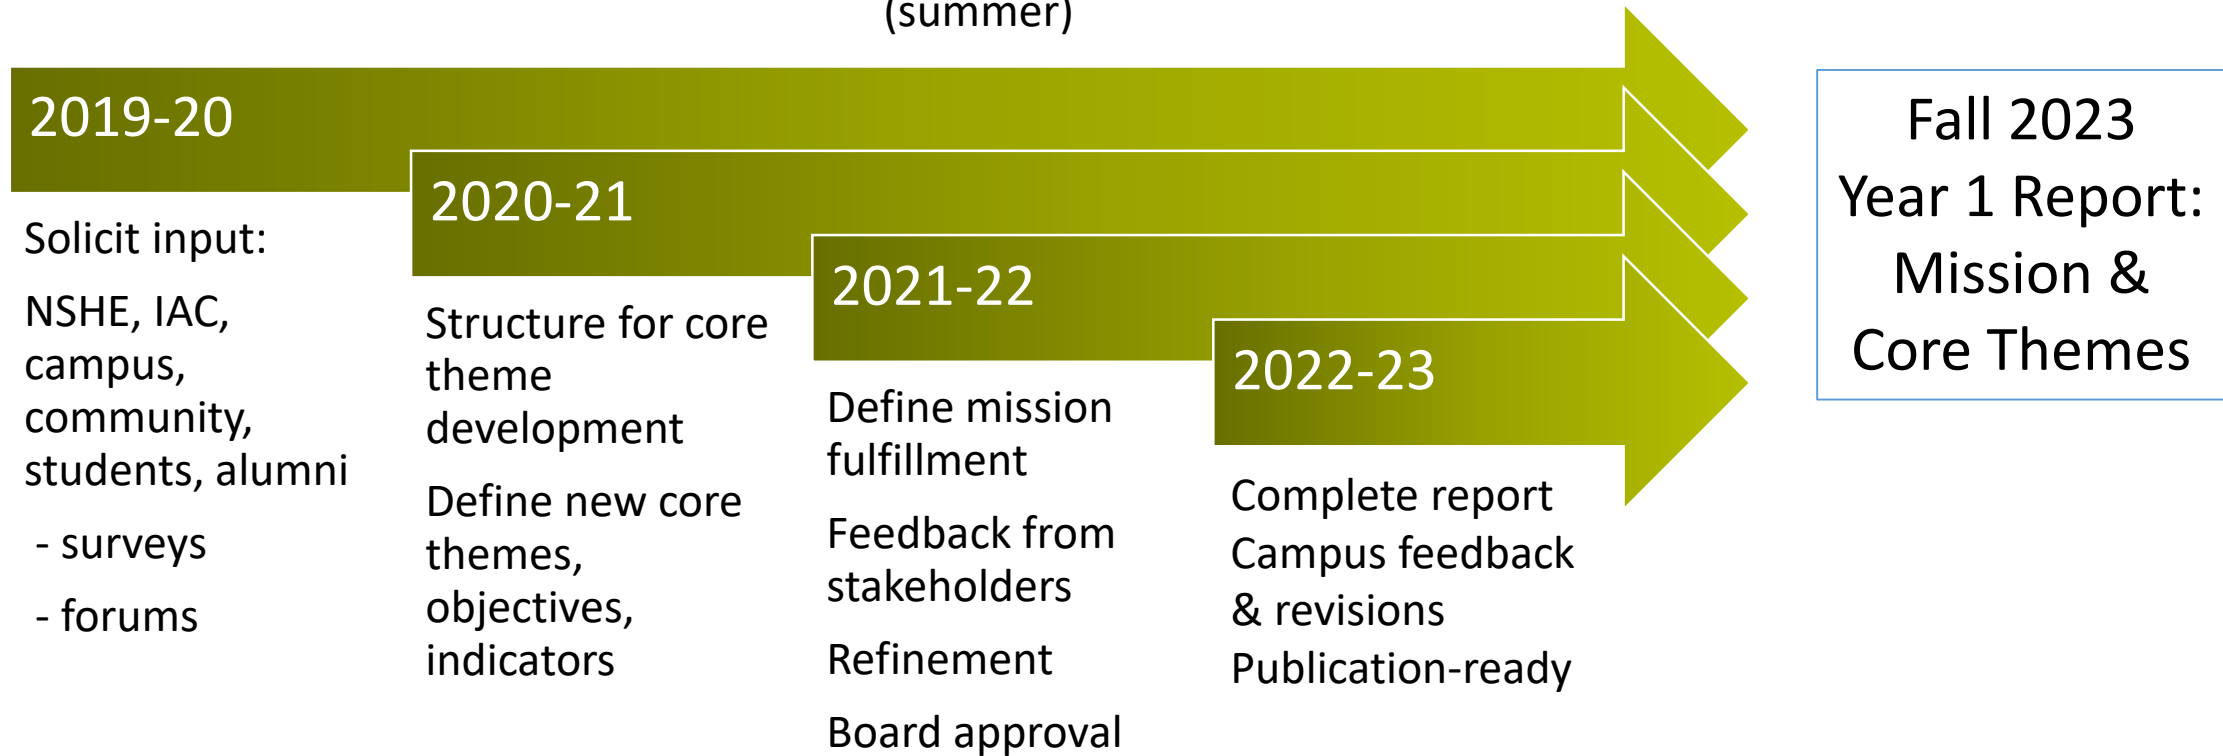 (summer)
2019-20
Solicit input:
NSHE, IAC,
campus,
community,
students, alumni
- surveys
- forums
2020-21
Structure for core
theme
development
Define new core
themes,
objectives,
indicators
2021-22
Define mission
fulfillment
Feedback from
stakeholders
Refinement
Board approval
2022-23
Complete report
Campus feedback
& revisions
Publication-ready
Fall 2023
Year 1 Report:
Mission &
Core Themes